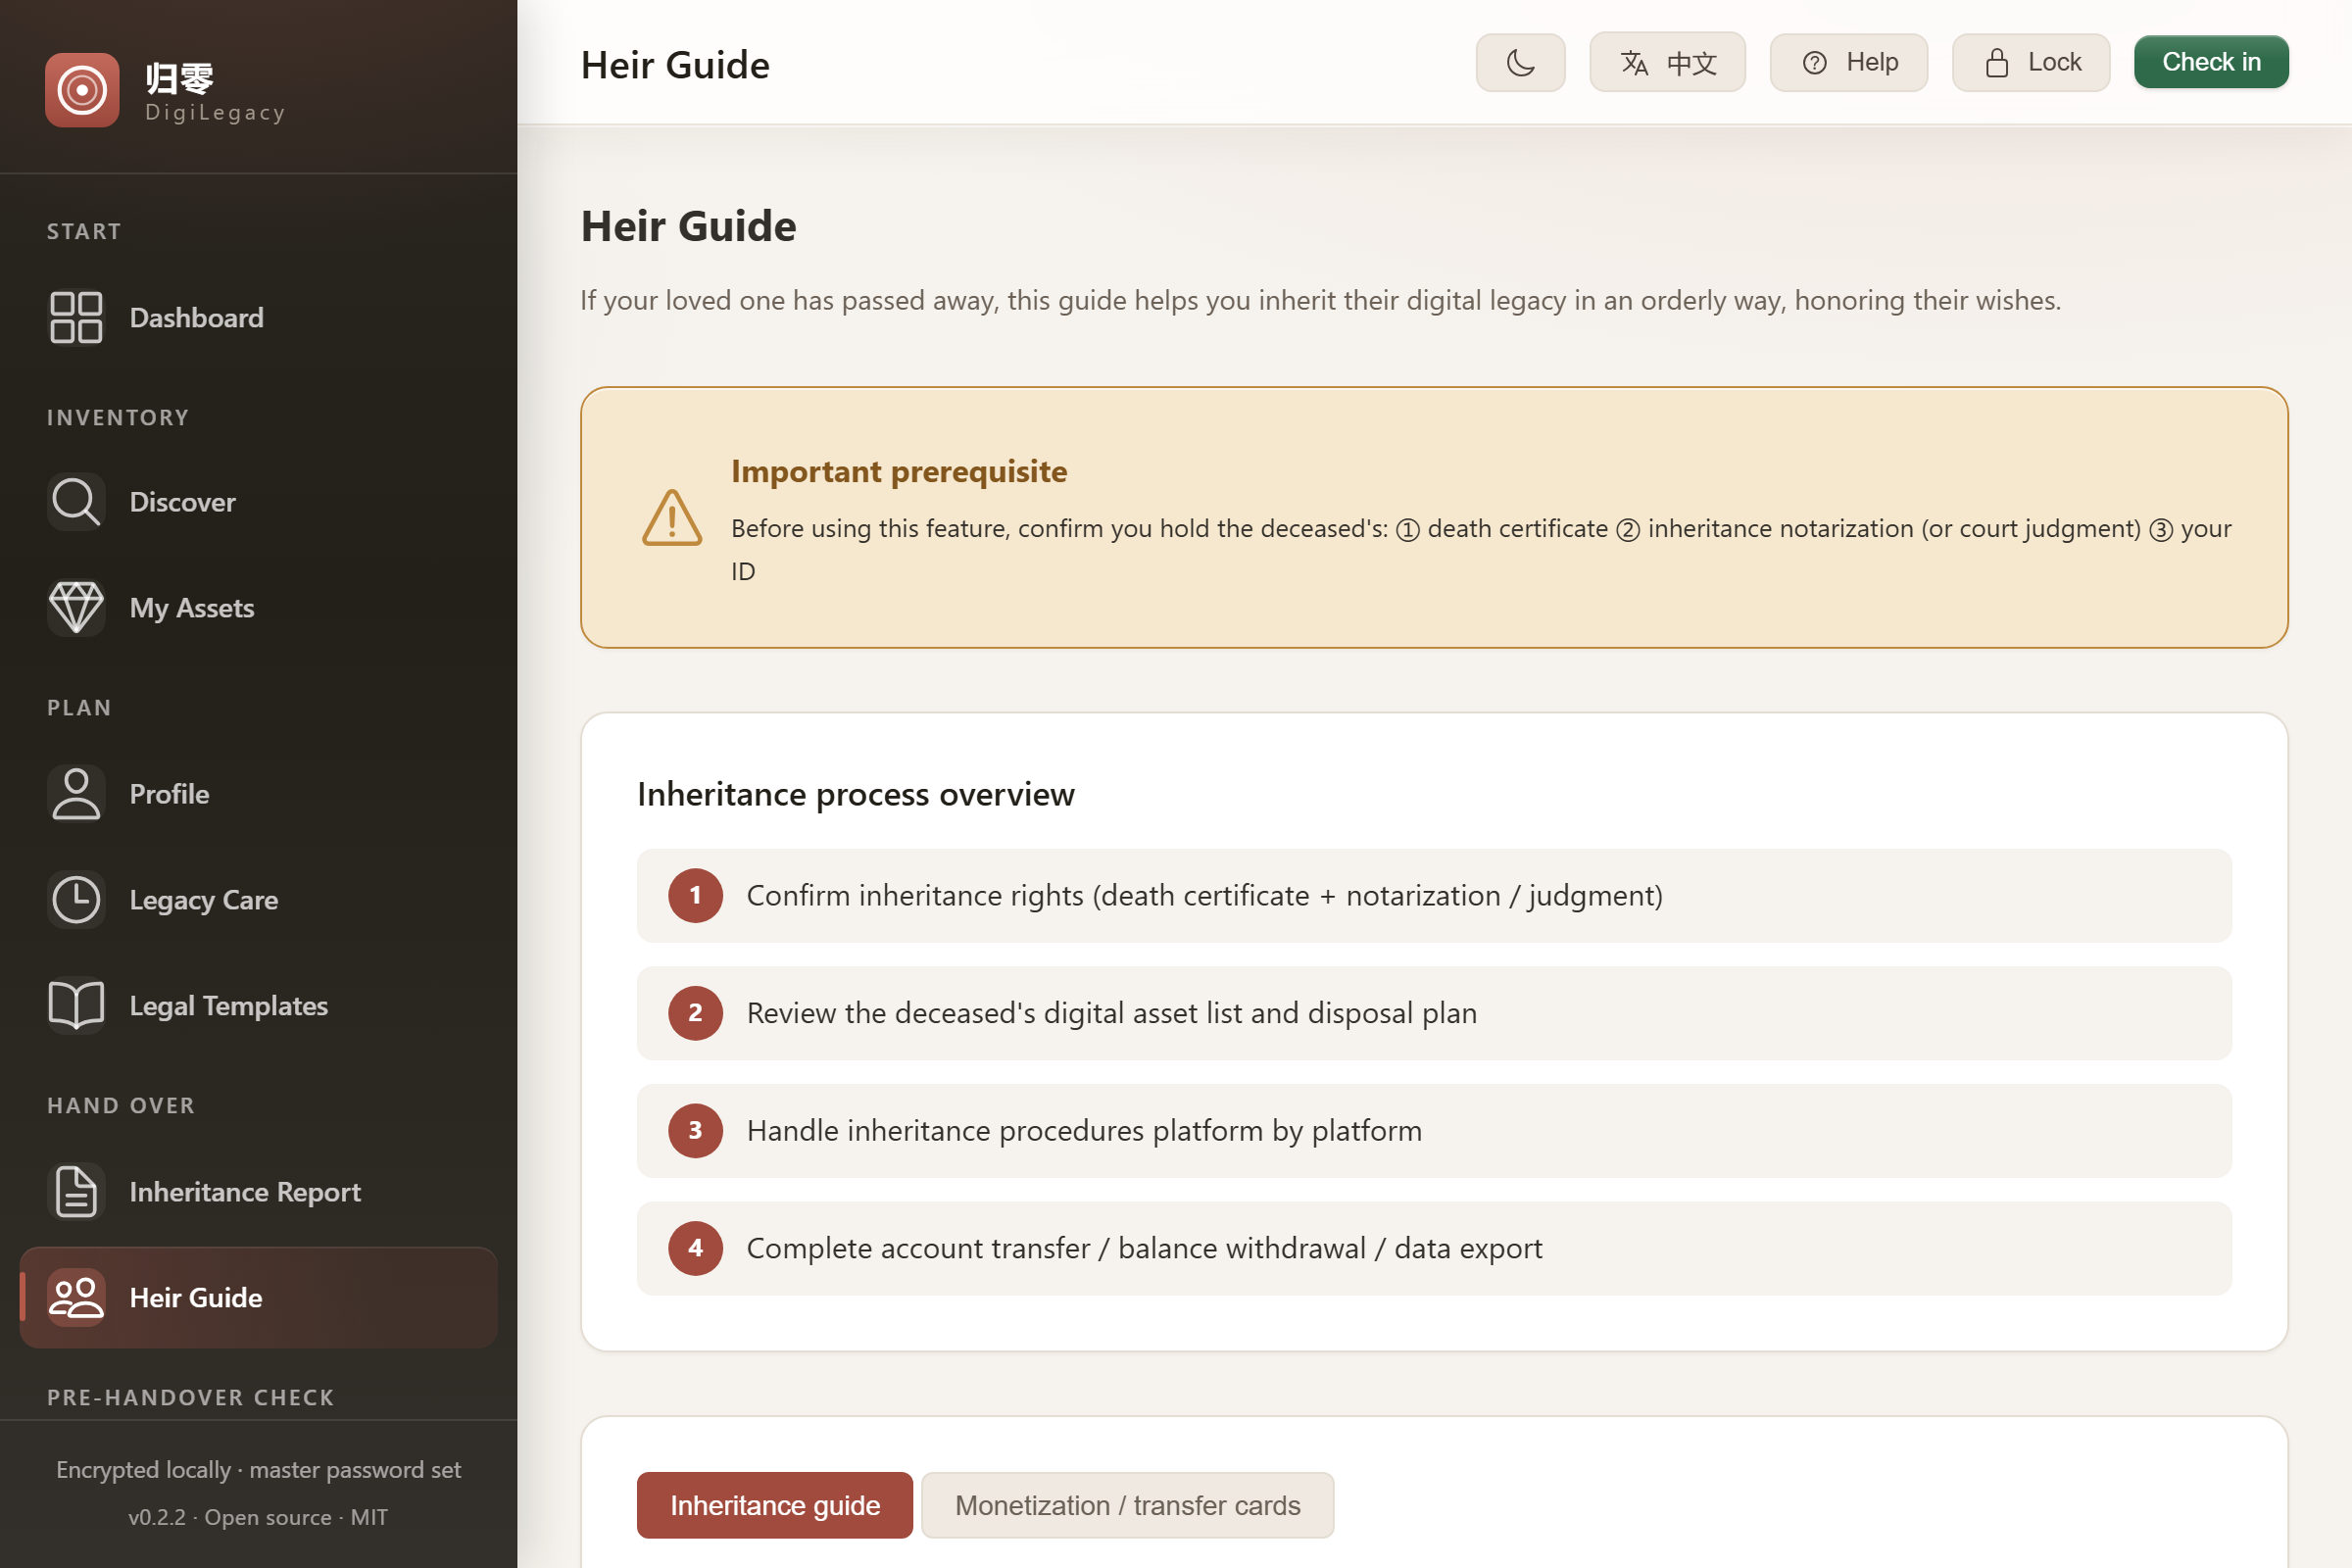 归零
DigiLegacy
START
Dashboard
INVENTORY
Discover
My Assets
PLAN
Profile
Legacy Care
Legal Templates
HAND OVER
Inheritance Report
Heir Guide
PRE-HANDOVER CHECK
Encrypted locally · master password set
v0.2.2 · Open source · MIT
Heir Guide
中文
Help
Lock
Check in
Heir Guide
If your loved one has passed away, this guide helps you inherit their digital legacy in an orderly way, honoring their wishes.
Important prerequisite
Before using this feature, confirm you hold the deceased's: ① death certificate ② inheritance notarization (or court judgment) ③ your
ID
Inheritance process overview
1 Confirm inheritance rights (death certificate + notarization / judgment)
2 Review the deceased's digital asset list and disposal plan
3 Handle inheritance procedures platform by platform
4 Complete account transfer / balance withdrawal / data export
Inheritance guide
Monetization / transfer cards